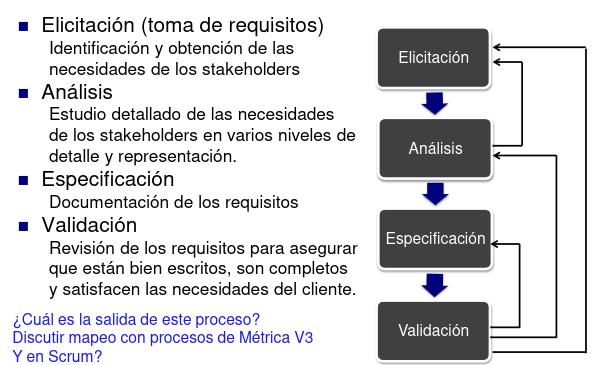 Elicitación (toma de requisitos)
Identificación y obtención de las
necesidades de los stakeholders
Análisis
Estudio detallado de las necesidades
de los stakeholders en varios niveles de
detalle y representación.
Especificación
Documentación de los requisitos
Validación
Revisión de los requisitos para asegurar
que están bien escritos, son completos
y satisfacen las necesidades del cliente.
¿Cuál es la salida de este proceso?
Discutir mapeo con procesos de Métrica V3
Y en Scrum?
Elicitación
Análisis
Especificación
Validación